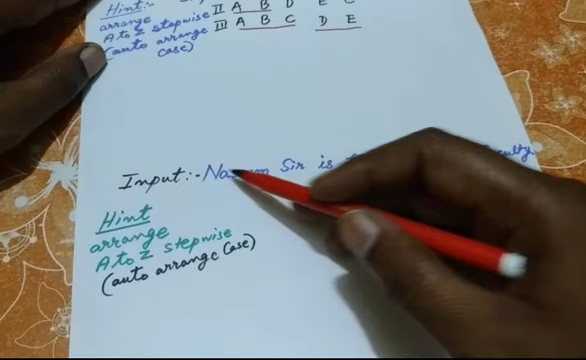 Hint:-
arrange
A to Z stepwise
(auto arrange
case)
II A B D E C
III A B C D E
Input:- Sir is
Hint
arrange
A to Z stepwise
(auto arrange Case)